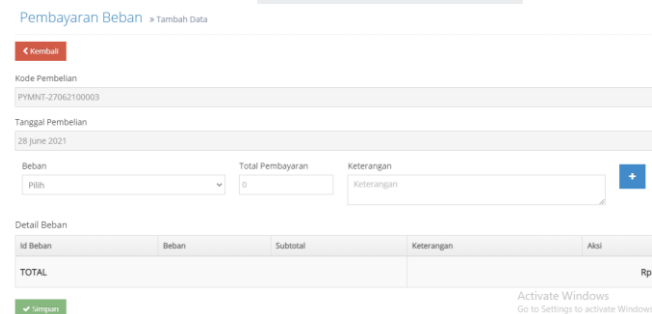 Pembayaran Beban » Tambah Data
Kembali
Kode Pembelian
PYMNT-27062100003
Tanggal Pembelian
28 June 2021
Beban Total Pembayaran Keterangan
Pilih 0 Keterangan +
Detail Beban
Id Beban Beban Subtotal Keterangan Aksi
TOTAL Rp
Simpan
Activate Windows
Go to Settings to activate Windows